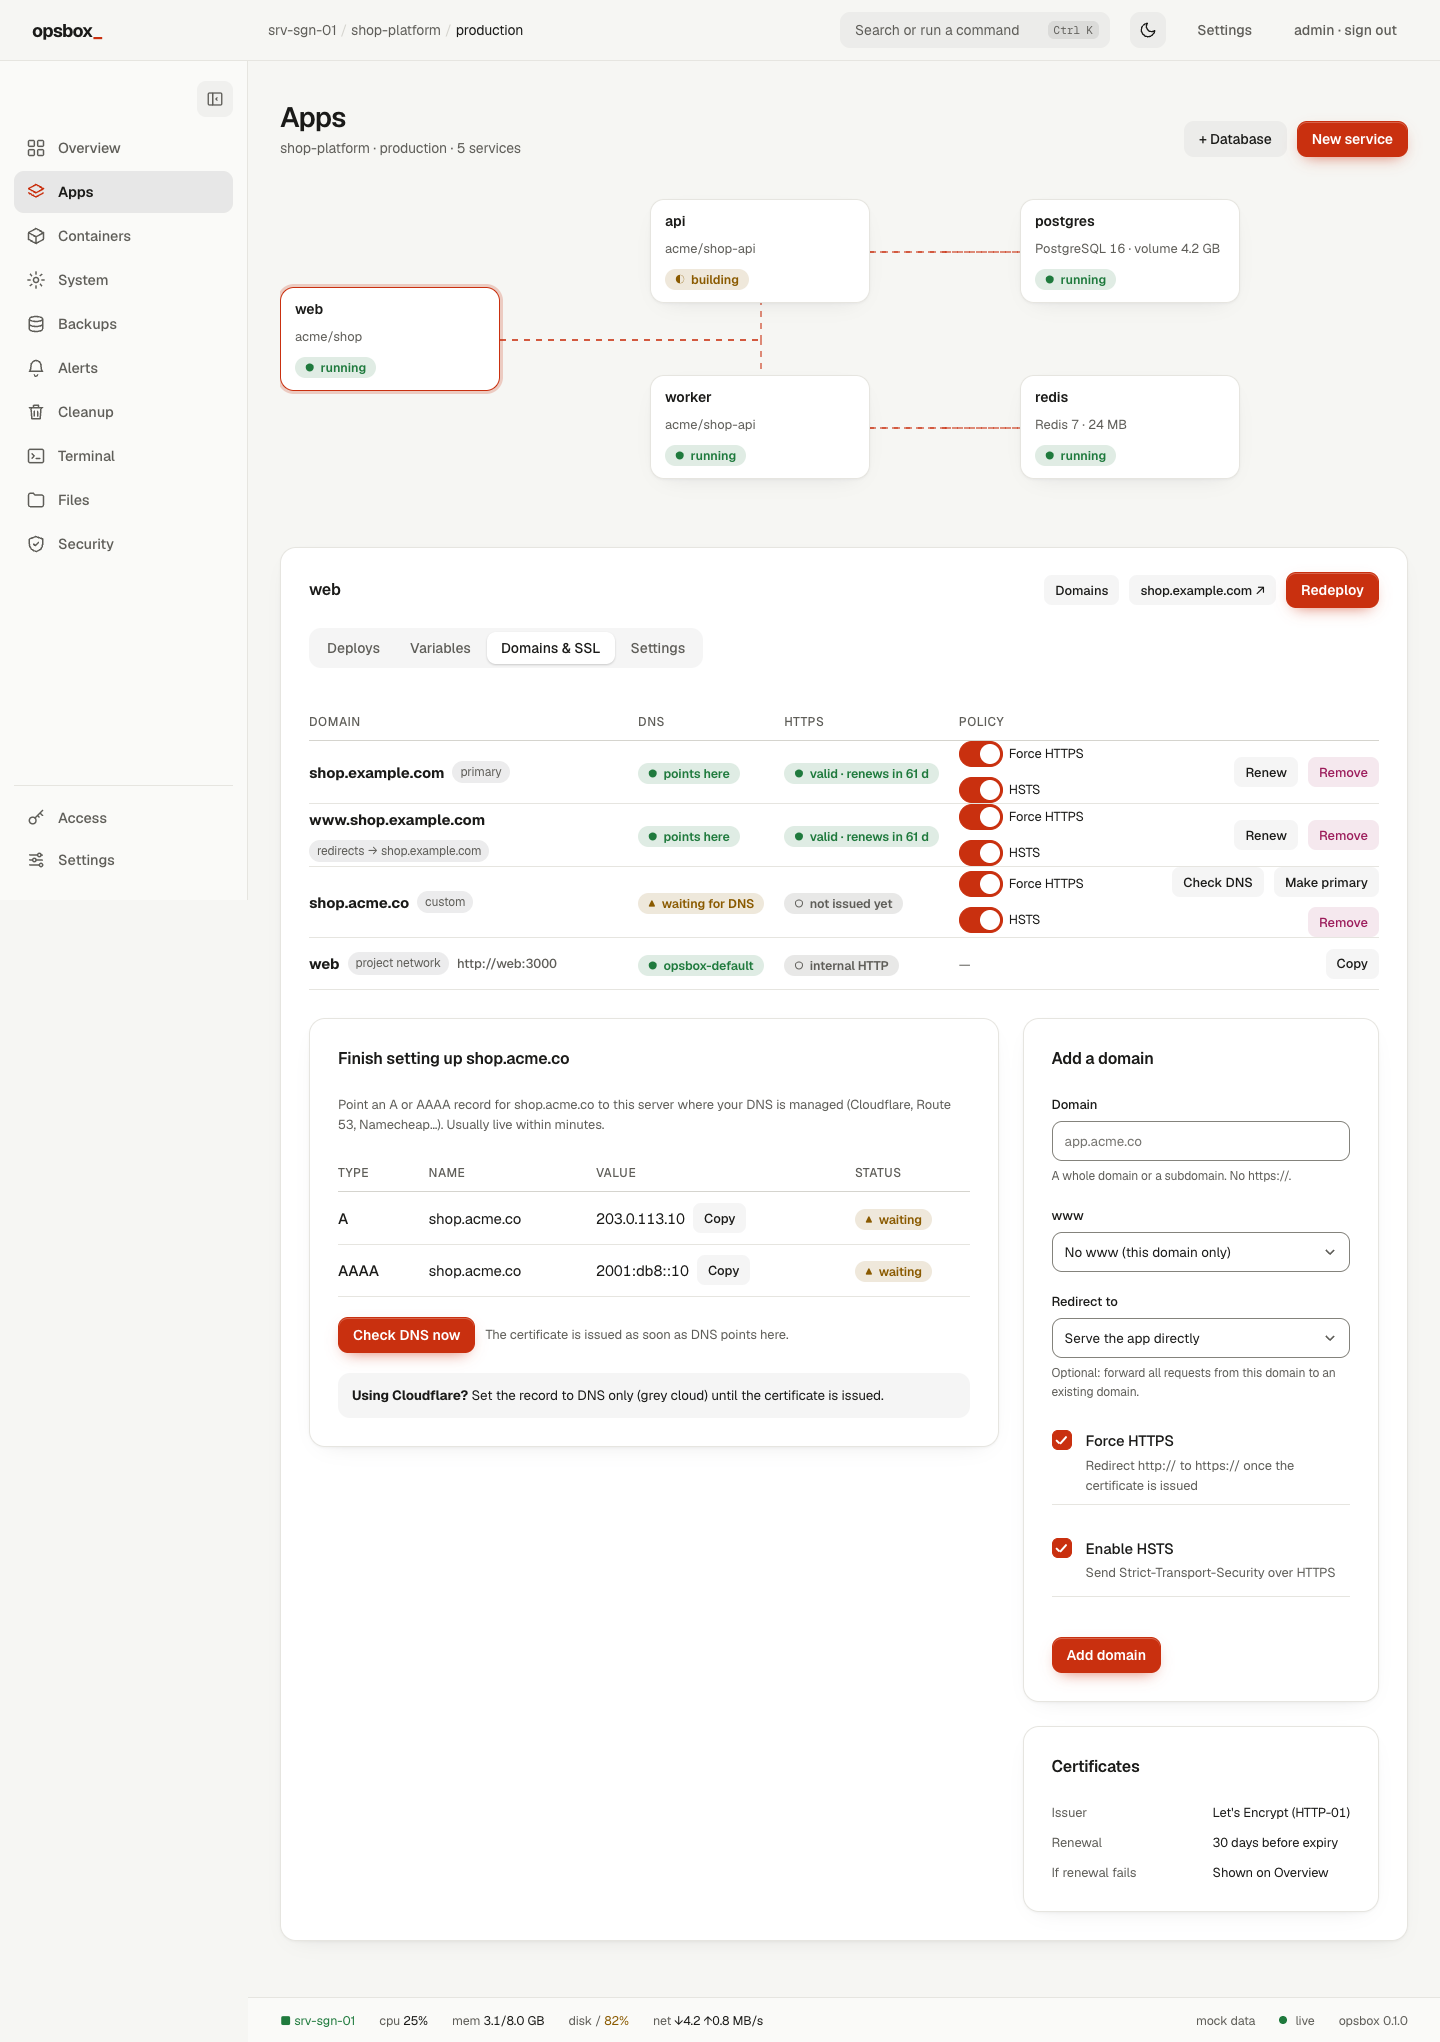 opsbox_
srv-sgn-01 / shop-platform / production
Search or run a command Ctrl K
Settings
admin · sign out
Overview
Apps
Containers
System
Backups
Alerts
Cleanup
Terminal
Files
Security
Access
Settings
Apps
shop-platform · production · 5 services
+ Database
New service
web
acme/shop
running
api
acme/shop-api
building
postgres
PostgreSQL 16 · volume 4.2 GB
running
worker
acme/shop-api
running
redis
Redis 7 · 24 MB
running
web
Domains
shop.example.com ↗
Redeploy
Deploys Variables Domains & SSL Settings
DOMAIN DNS HTTPS POLICY
shop.example.com primary points here valid · renews in 61 d Force HTTPS HSTS Renew Remove
www.shop.example.com redirects → shop.example.com points here valid · renews in 61 d Force HTTPS HSTS Renew Remove
shop.acme.co custom waiting for DNS not issued yet Force HTTPS HSTS Check DNS Make primary Remove
web project network http://web:3000 opsbox-default internal HTTP — Copy
Finish setting up shop.acme.co
Point an A or AAAA record for shop.acme.co to this server where your DNS is managed (Cloudflare, Route
53, Namecheap…). Usually live within minutes.
TYPE NAME VALUE STATUS
A shop.acme.co 203.0.113.10 Copy waiting
AAAA shop.acme.co 2001:db8::10 Copy waiting
Check DNS now The certificate is issued as soon as DNS points here.
Using Cloudflare? Set the record to DNS only (grey cloud) until the certificate is issued.
Add a domain
Domain
app.acme.co
A whole domain or a subdomain. No https://.
www
No www (this domain only)
Redirect to
Serve the app directly
Optional: forward all requests from this domain to an
existing domain.
Force HTTPS
Redirect http:// to https:// once the
certificate is issued
Enable HSTS
Send Strict-Transport-Security over HTTPS
Add domain
Certificates
Issuer Let's Encrypt (HTTP-01)
Renewal 30 days before expiry
If renewal fails Shown on Overview
srv-sgn-01 cpu 25% mem 3.1/8.0 GB disk / 82% net ↓4.2 ↑0.8 MB/s mock data live opsbox 0.1.0